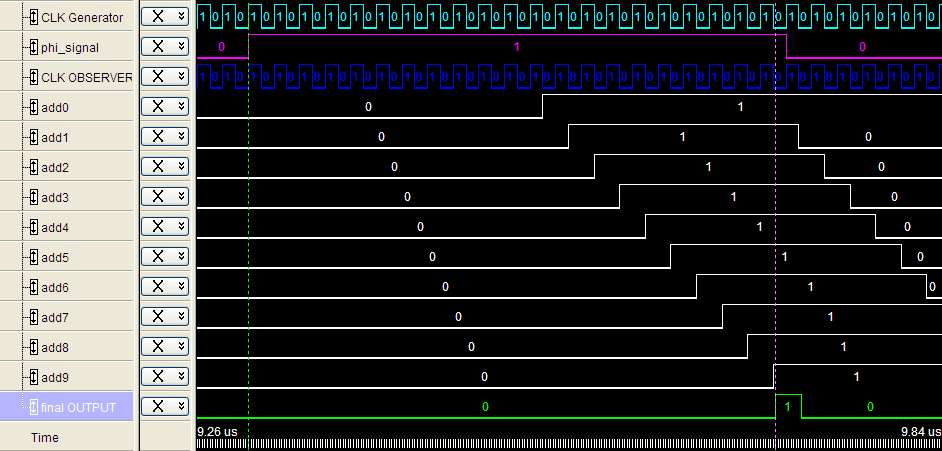 CLK Generator X 1 0 1 0 1 0 1 0 1 0 1 0 1 0 1 0 1 0 1 0 1 0 1 0 1 0 1 0 1 0 1 0 1 0 1 0 1 0 1 0 1 0 1 0 1 0 1 0 1 0 1 0 1 0 1 0 1 0
phi_signal X 0 1 0
CLK OBSERVER X 1 0 1 0 1 0 1 0 1 0 1 0 1 0 1 0 1 0 1 0 1 0 1 0 1 0 1 0 1 0 1 0 1 0 1 0 1 0 1 0 1 0 1 0 1 0 1 0 1 0 1 0 1 0 1 0 1 0
add0 X 0 1
add1 X 0 1 0
add2 X 0 1 0
add3 X 0 1 0
add4 X 0 1 0
add5 X 0 1 0
add6 X 0 1 0
add7 X 0 1
add8 X 0 1
add9 X 0 1
final OUTPUT X 0 1 0
Time 9.26 us 9.84 us